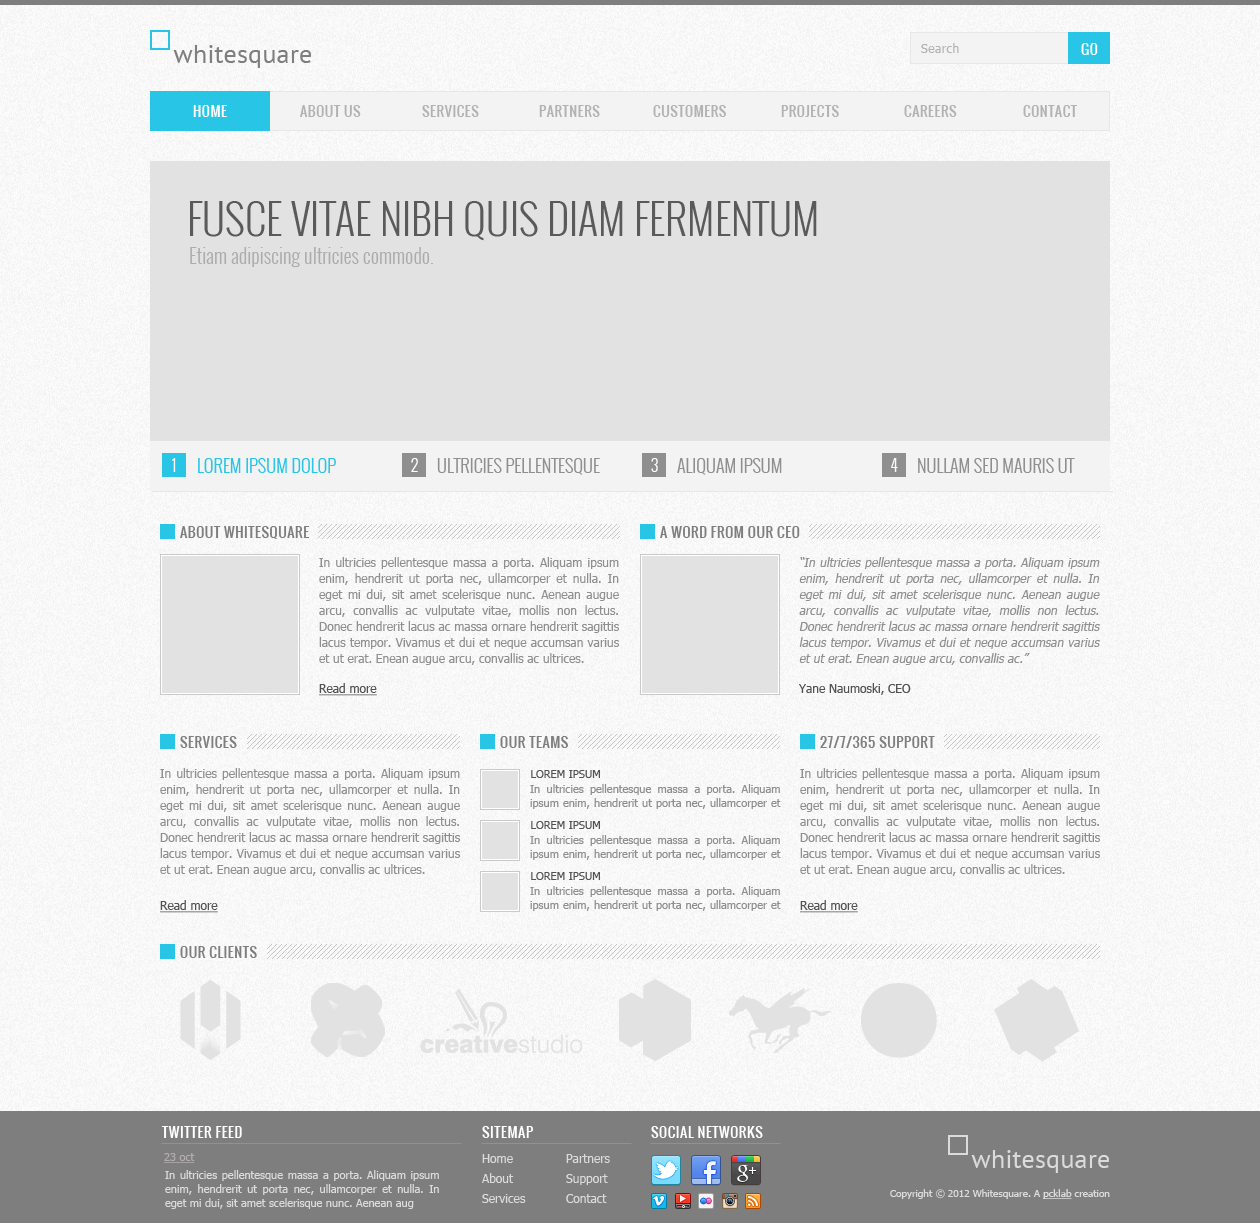 whitesquare
Search GO
HOME ABOUT US SERVICES PARTNERS CUSTOMERS PROJECTS CAREERS CONTACT
FUSCE VITAE NIBH QUIS DIAM FERMENTUM
Etiam adipiscing ultricies commodo.
1 LOREM IPSUM DOLOP 2 ULTRICIES PELLENTESQUE 3 ALIQUAM IPSUM 4 NULLAM SED MAURIS UT
ABOUT WHITESQUARE
In ultricies pellentesque massa a porta. Aliquam ipsum
enim, hendrerit ut porta nec, ullamcorper et nulla. In
eget mi dui, sit amet scelerisque nunc. Aenean augue
arcu, convallis ac vulputate vitae, mollis non lectus.
Donec hendrerit lacus ac massa ornare hendrerit sagittis
lacus tempor. Vivamus et dui et neque accumsan varius
et ut erat. Enean augue arcu, convallis ac ultrices.
Read more
A WORD FROM OUR CEO
“In ultricies pellentesque massa a porta. Aliquam ipsum
enim, hendrerit ut porta nec, ullamcorper et nulla. In
eget mi dui, sit amet scelerisque nunc. Aenean augue
arcu, convallis ac vulputate vitae, mollis non lectus.
Donec hendrerit lacus ac massa ornare hendrerit sagittis
lacus tempor. Vivamus et dui et neque accumsan varius
et ut erat. Enean augue arcu, convallis ac.”
Yane Naumoski, CEO
SERVICES
In ultricies pellentesque massa a porta. Aliquam ipsum
enim, hendrerit ut porta nec, ullamcorper et nulla. In
eget mi dui, sit amet scelerisque nunc. Aenean augue
arcu, convallis ac vulputate vitae, mollis non lectus.
Donec hendrerit lacus ac massa ornare hendrerit sagittis
lacus tempor. Vivamus et dui et neque accumsan varius
et ut erat. Enean augue arcu, convallis ac ultrices.
Read more
OUR TEAMS
LOREM IPSUM
In ultricies pellentesque massa a porta. Aliquam
ipsum enim, hendrerit ut porta nec, ullamcorper et
LOREM IPSUM
In ultricies pellentesque massa a porta. Aliquam
ipsum enim, hendrerit ut porta nec, ullamcorper et
LOREM IPSUM
In ultricies pellentesque massa a porta. Aliquam
ipsum enim, hendrerit ut porta nec, ullamcorper et
27/7/365 SUPPORT
In ultricies pellentesque massa a porta. Aliquam ipsum
enim, hendrerit ut porta nec, ullamcorper et nulla. In
eget mi dui, sit amet scelerisque nunc. Aenean augue
arcu, convallis ac vulputate vitae, mollis non lectus.
Donec hendrerit lacus ac massa ornare hendrerit sagittis
lacus tempor. Vivamus et dui et neque accumsan varius
et ut erat. Enean augue arcu, convallis ac ultrices.
Read more
OUR CLIENTS
creativestudio
TWITTER FEED
23 oct
In ultricies pellentesque massa a porta. Aliquam ipsum
enim, hendrerit ut porta nec, ullamcorper et nulla. In
eget mi dui, sit amet scelerisque nunc. Aenean aug
SITEMAP
Home Partners
About Support
Services Contact
SOCIAL NETWORKS
whitesquare
Copyright © 2012 Whitesquare. A pcklab creation